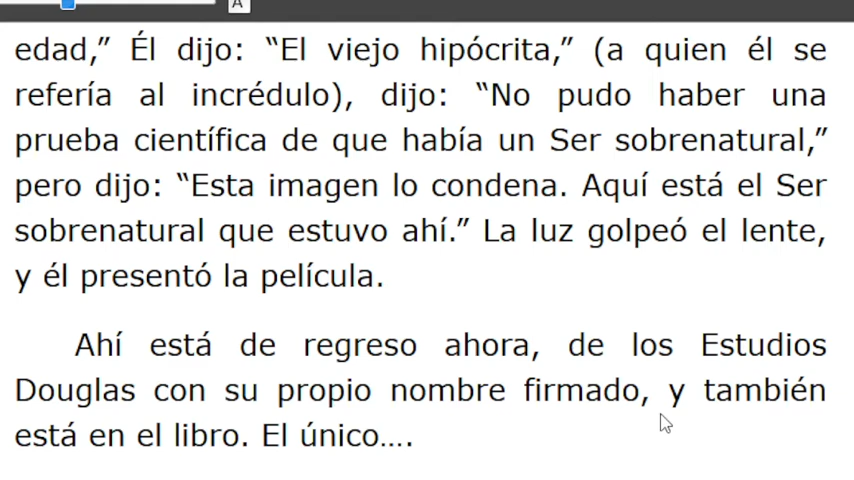 A
edad,” Él dijo: “El viejo hipócrita,” (a quien él se
refería al incrédulo), dijo: “No pudo haber una
prueba científica de que había un Ser sobrenatural,”
pero dijo: “Esta imagen lo condena. Aquí está el Ser
sobrenatural que estuvo ahí.” La luz golpeó el lente,
y él presentó la película.
Ahí está de regreso ahora, de los Estudios
Douglas con su propio nombre firmado, y también
está en el libro. El único….